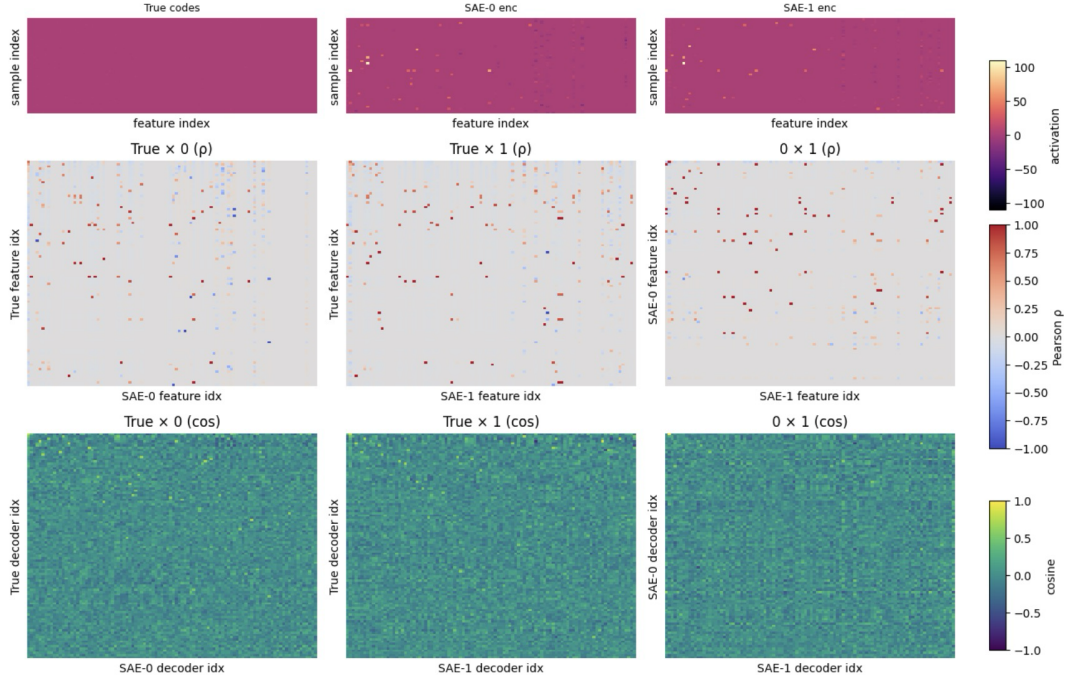 True codes
SAE-0 enc
SAE-1 enc
sample index
sample index
sample index
feature index
feature index
feature index
100
50
0
−50
−100
activation
True × 0 (ρ)
True × 1 (ρ)
0 × 1 (ρ)
True feature idx
True feature idx
SAE-0 feature idx
SAE-0 feature idx
SAE-1 feature idx
SAE-1 feature idx
1.00
0.75
0.50
0.25
0.00
−0.25
−0.50
−0.75
−1.00
Pearson ρ
True × 0 (cos)
True × 1 (cos)
0 × 1 (cos)
True decoder idx
True decoder idx
SAE-0 decoder idx
SAE-0 decoder idx
SAE-1 decoder idx
SAE-1 decoder idx
1.0
0.5
0.0
−0.5
−1.0
cosine